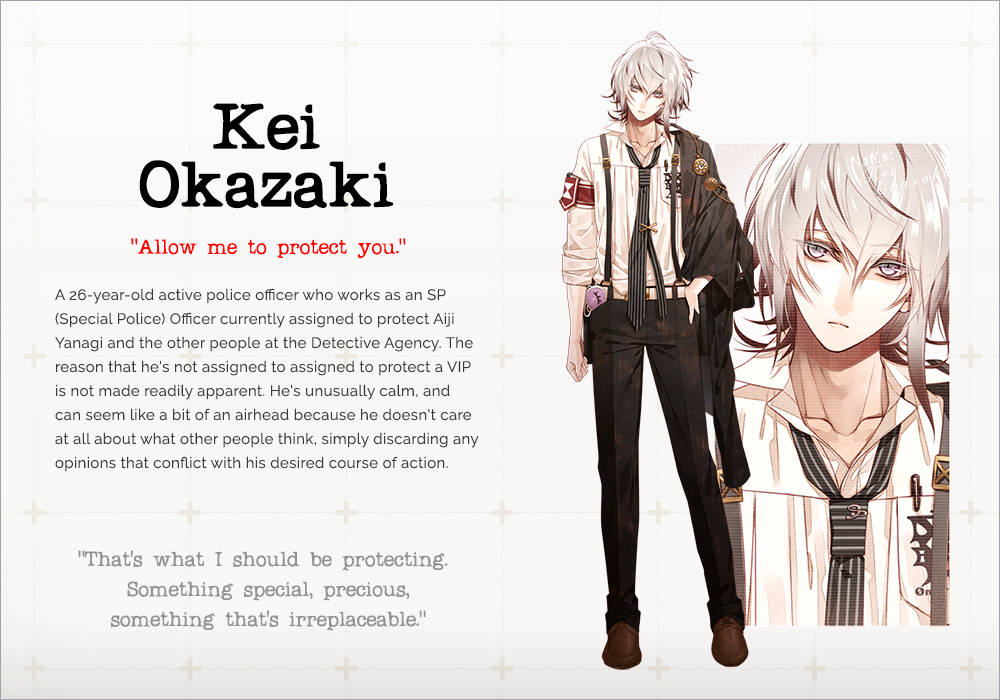 Kei
Okazaki
"Allow me to protect you."
A 26-year-old active police officer who works as an SP
(Special Police) Officer currently assigned to protect Aiji
Yanagi and the other people at the Detective Agency. The
reason that he's not assigned to assigned to protect a VIP
is not made readily apparent. He's unusually calm, and
can seem like a bit of an airhead because he doesn't care
at all about what other people think, simply discarding any
opinions that conflict with his desired course of action.
"That's what I should be protecting.
Something special, precious,
something that's irreplaceable."